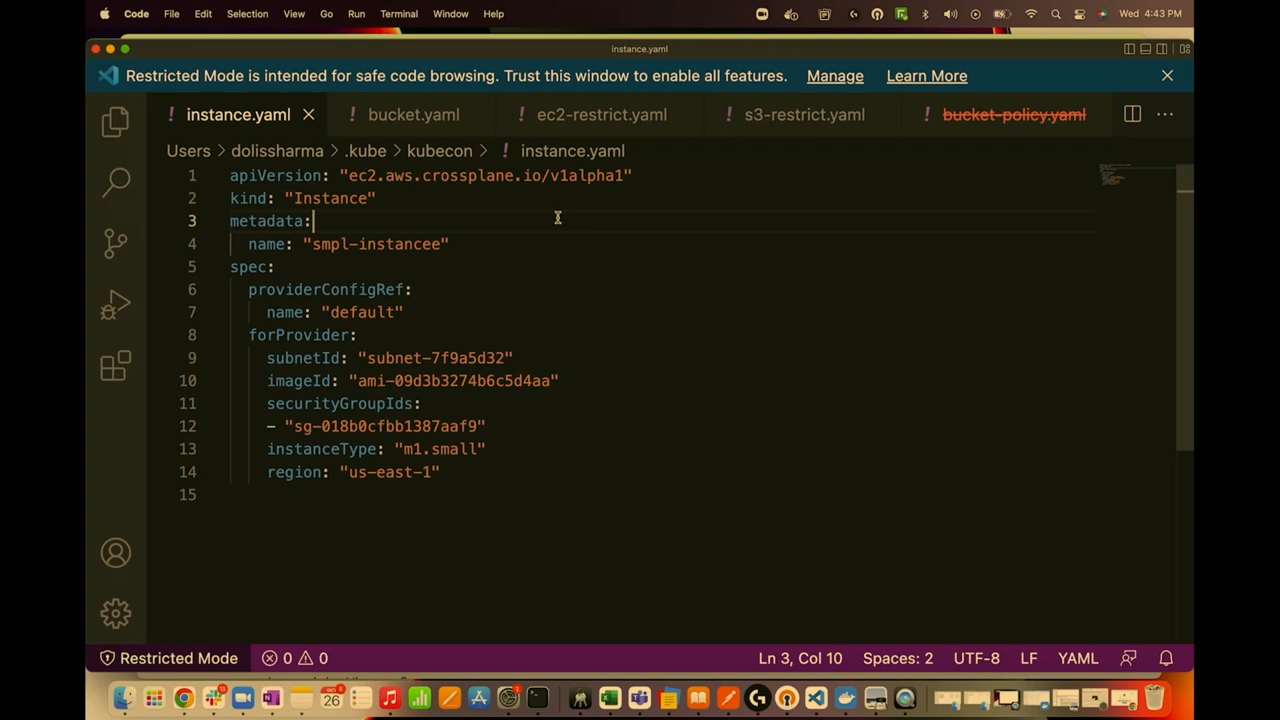 Code File Edit Selection View Go Run Terminal Window Help Wed 4:43 PM
instance.yaml
Restricted Mode is intended for safe code browsing. Trust this window to enable all features. Manage Learn More
! instance.yaml ! bucket.yaml ! ec2-restrict.yaml ! s3-restrict.yaml ! bucket-policy.yaml
Users > dolissharma > .kube > kubecon > ! instance.yaml
1 apiVersion: "ec2.aws.crossplane.io/v1alpha1"
2 kind: "Instance"
3 metadata:
4 name: "smpl-instancee"
5 spec:
6 providerConfigRef:
7 name: "default"
8 forProvider:
9 subnetId: "subnet-7f9a5d32"
10 imageId: "ami-09d3b3274b6c5d4aa"
11 securityGroupIds:
12 - "sg-018b0cfbb1387aaf9"
13 instanceType: "m1.small"
14 region: "us-east-1"
15
Restricted Mode 0 0 Ln 3, Col 10 Spaces: 2 UTF-8 LF YAML
26